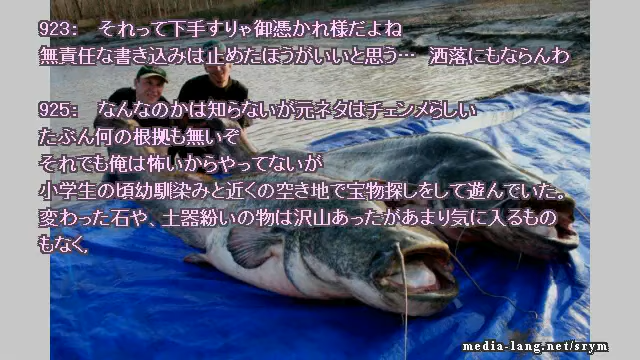 923：　それって下手すりゃ御憑かれ様だよね
無責任な書き込みは止めたほうがいいと思う…　洒落にもならんわ
925：　なんなのかは知らないが元ネタはチェンメらしい
たぶん何の根拠も無いぞ
それでも俺は怖いからやってないが
小学生の頃幼馴染みと近くの空き地で宝物探しをして遊んでいた。
変わった石や、土器紛いの物は沢山あったがあまり気に入るもの
もなく,
media-lang.net/srym